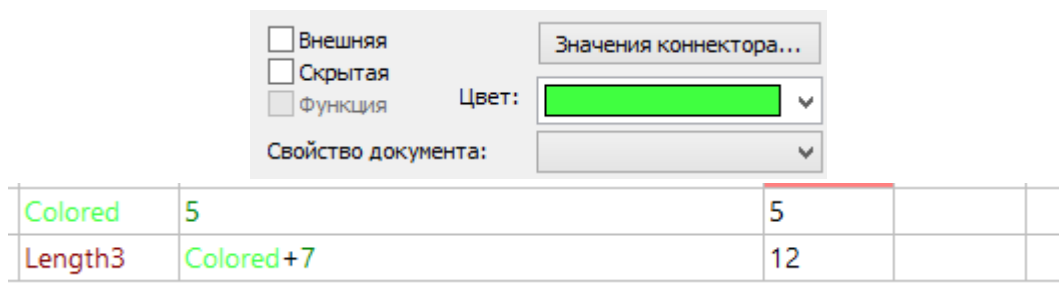 Внешняя
Значения коннектора...
Скрытая
Функция Цвет:
Свойство документа:
Colored 5 5
Length3 Colored+7 12